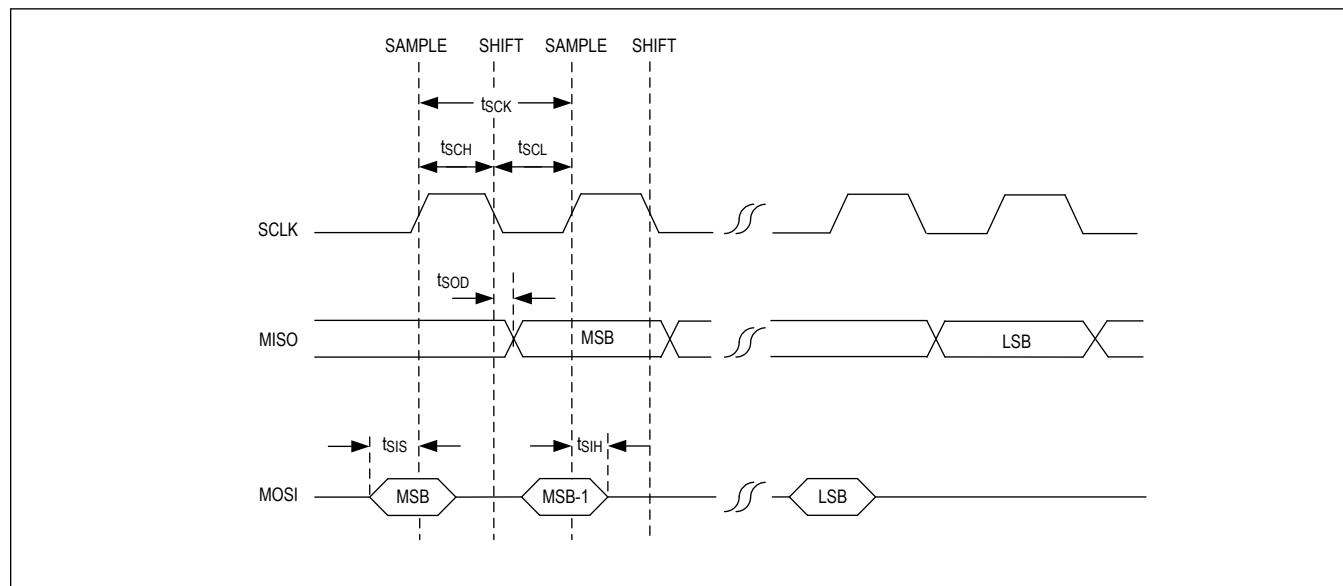 SAMPLE SHIFT SAMPLE SHIFT
tSCK
tSCH tSCL
SCLK
tSOD
MISO MSB LSB
tSIS tSIH
MOSI MSB MSB-1 LSB